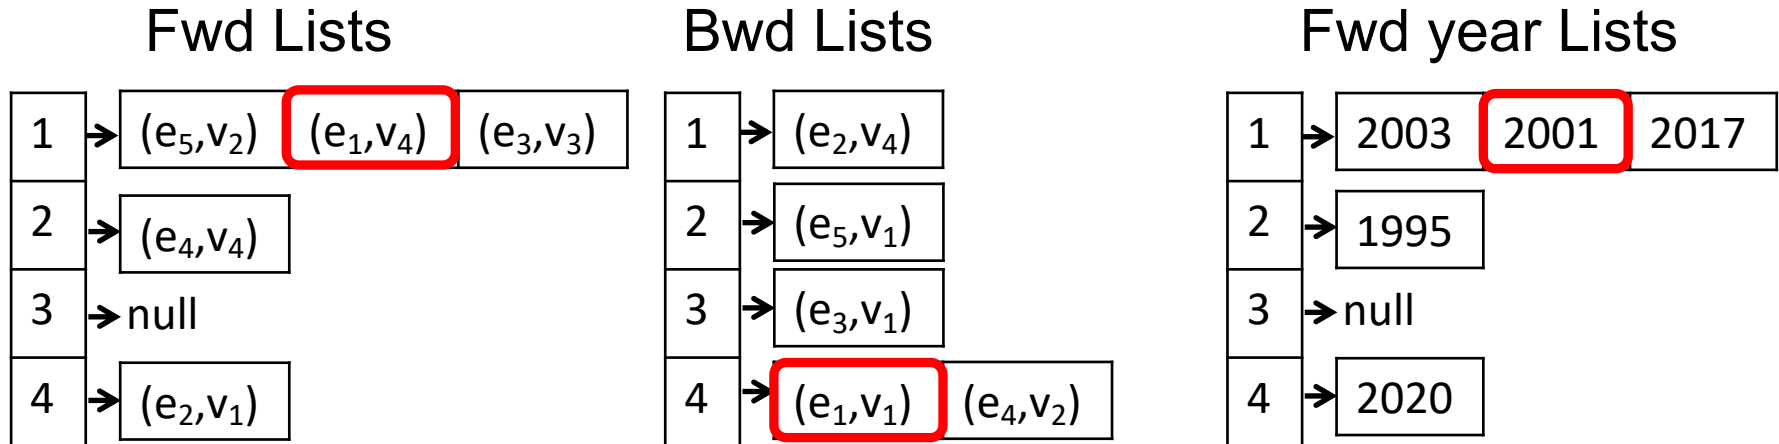 Fwd Lists Bwd Lists Fwd year Lists
1 (e₅,v₂) (e₁,v₄) (e₃,v₃) 1 (e₂,v₄) 1 2003 2001 2017
2 (e₄,v₄) 2 (e₅,v₁) 2 1995
3 null 3 (e₃,v₁) 3 null
4 (e₂,v₁) 4 (e₁,v₁) (e₄,v₂) 4 2020